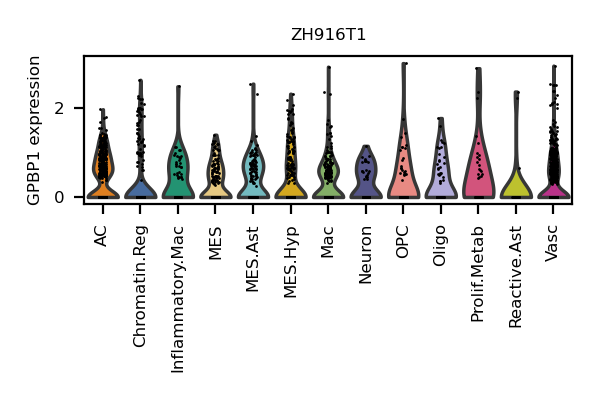 ZH916T1
GPBP1 expression
2
0
AC
Chromatin.Reg
Inflammatory.Mac
MES
MES.Ast
MES.Hyp
Mac
Neuron
OPC
Oligo
Prolif.Metab
Reactive.Ast
Vasc